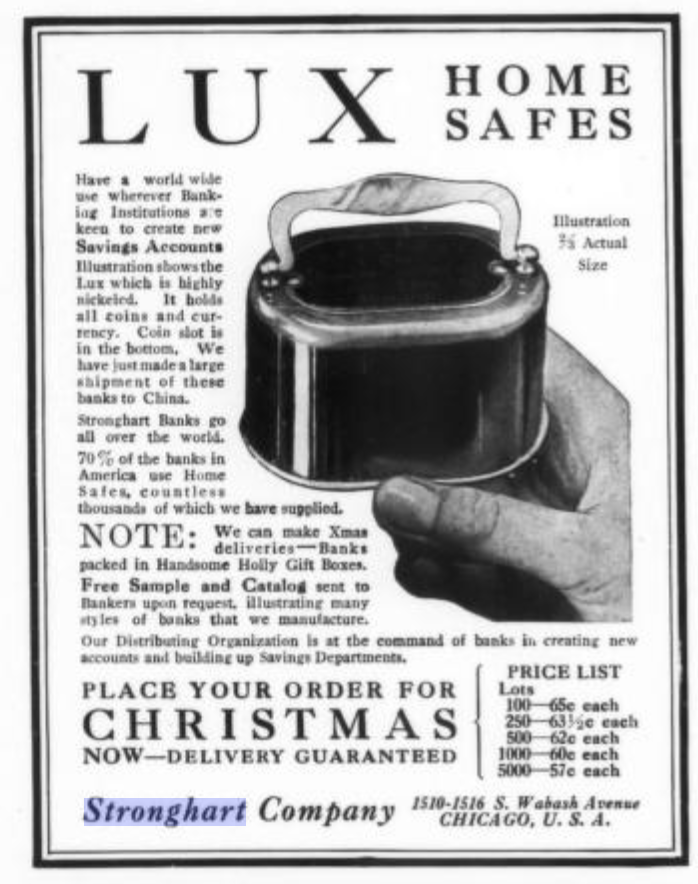 LUX HOME SAFES
Have a world wide
use wherever Bank-
ing Institutions are
keen to create new
Savings Accounts
Illustration shows the
Lux which is highly
nickeled. It holds
all coins and cur-
rency. Coin slot is
in the bottom. We
have just made a large
shipment of these
banks to China.
Stronghart Banks go
all over the world.
70% of the banks in
America use Home
Safes, countless
thousands of which we have supplied.
Illustration
Actual
Size
NOTE: We can make Xmas
deliveries—Banks
packed in Handsome Holly Gift Boxes.
Free Sample and Catalog sent to
Bankers upon request, illustrating many
styles of banks that we manufacture.
Our Distributing Organization is at the command of banks in creating new
accounts and building up Savings Departments.
PLACE YOUR ORDER FOR
CHRISTMAS
NOW—DELIVERY GUARANTEED
PRICE LIST
Lots
100—65c each
250—63½c each
500—62c each
1000—60c each
5000—57c each
Stronghart Company
1510-1516 S. Wabash Avenue
CHICAGO, U. S. A.